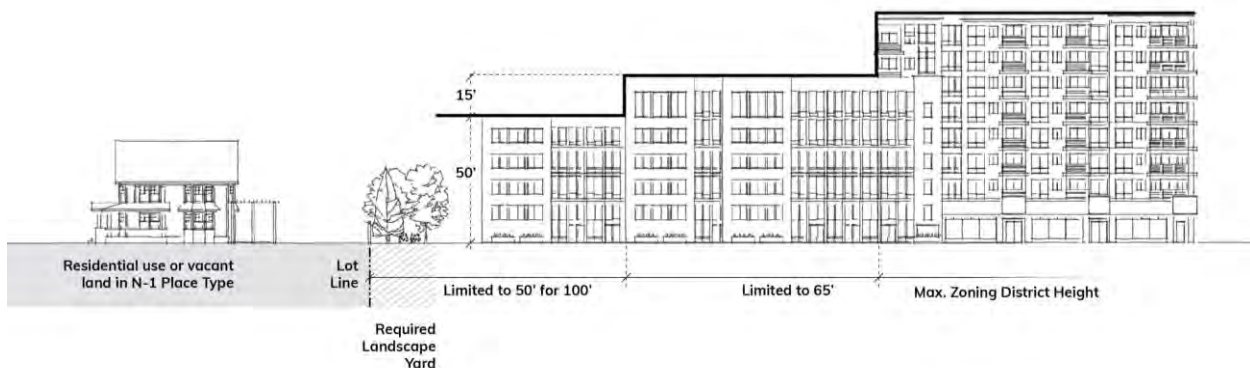 15'
50'
Residential use or vacant
land in N-1 Place Type
Lot
Line
Limited to 50' for 100'
Limited to 65'
Max. Zoning District Height
Required
Landscape
Yard